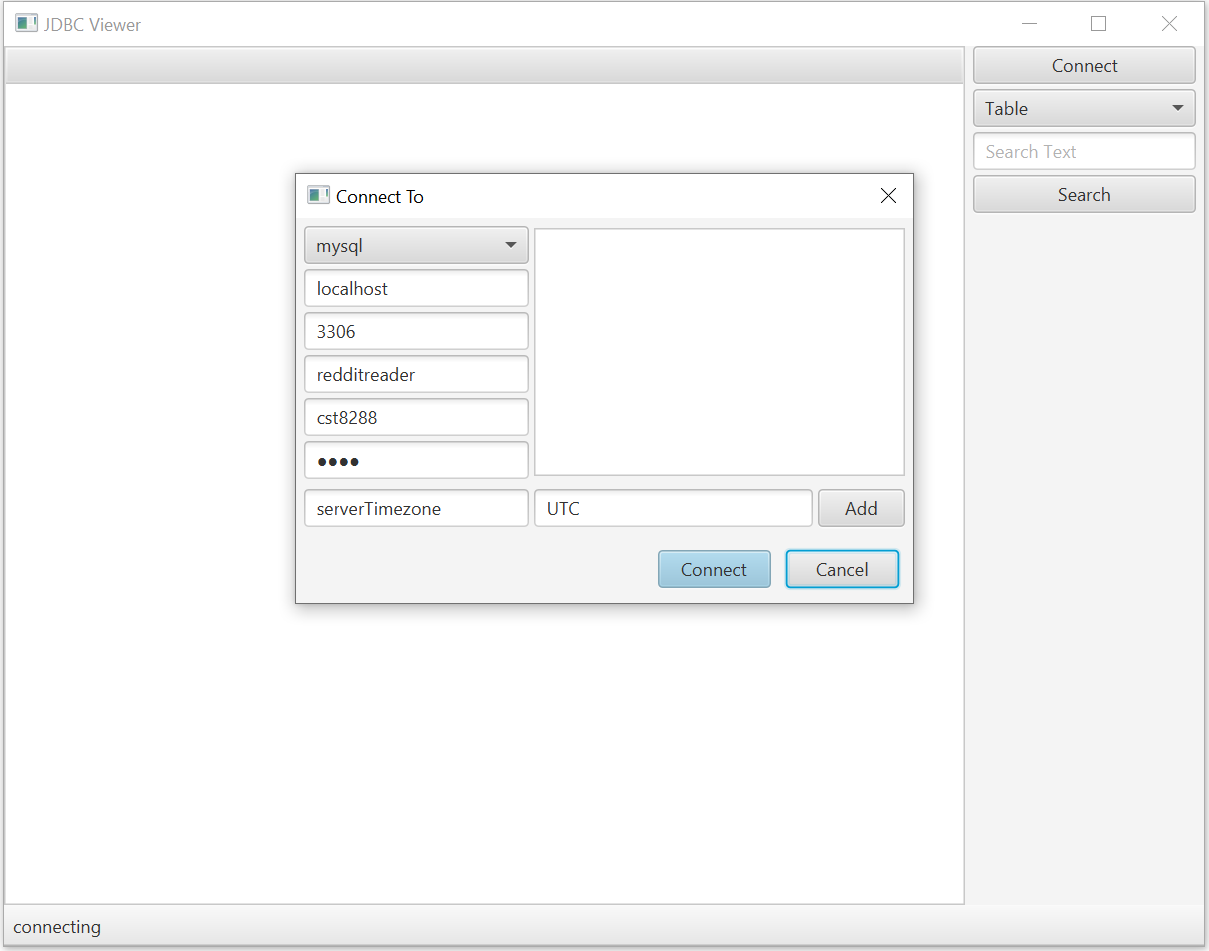 JDBC Viewer
Connect
Table
Search Text
Search
Connect To
mysql
localhost
3306
redditreader
cst8288
●●●●
serverTimezone
UTC
Add
Connect
Cancel
connecting